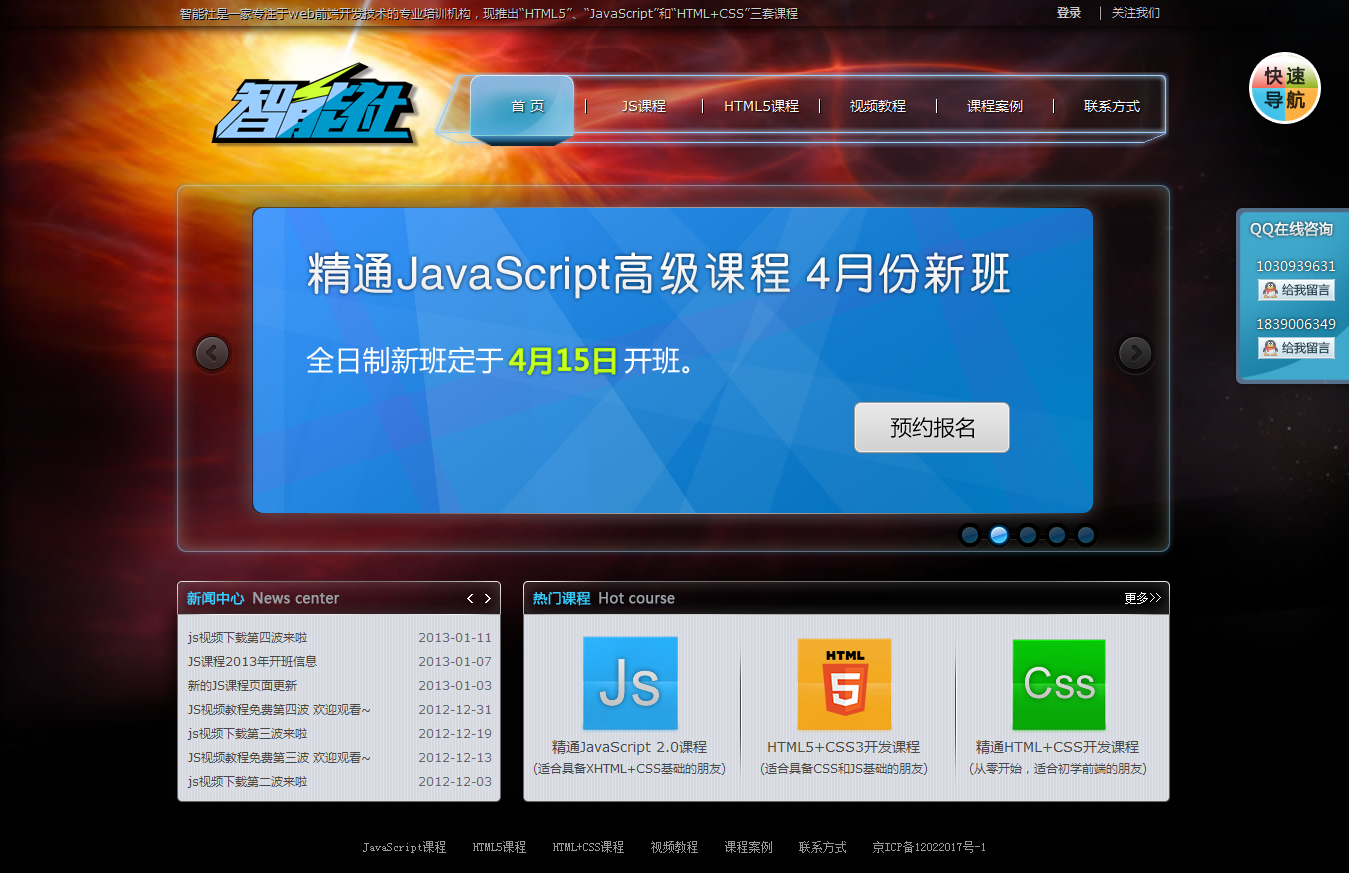 智能社是一家专注于web前端开发技术的专业培训机构，现推出“HTML5”、“JavaScript”和“HTML+CSS”三套课程
登录 | 关注我们
智能社
首 页 | JS课程 | HTML5课程 | 视频教程 | 课程案例 | 联系方式
快速
导航
精通JavaScript高级课程 4月份新班
全日制新班定于 4月15日 开班。
预约报名
QQ在线咨询
1030939631
给我留言
1839006349
给我留言
新闻中心 News center
js视频下载第四波来啦 2013-01-11
JS课程2013年开班信息 2013-01-07
新的JS课程页面更新 2013-01-03
JS视频教程免费第四波 欢迎观看~ 2012-12-31
js视频下载第三波来啦 2012-12-19
JS视频教程免费第三波 欢迎观看~ 2012-12-13
js视频下载第二波来啦 2012-12-03
热门课程 Hot course 更多>>
Js
精通JavaScript 2.0课程
(适合具备XHTML+CSS基础的朋友)
HTML
5
HTML5+CSS3开发课程
(适合具备CSS和JS基础的朋友)
Css
精通HTML+CSS开发课程
(从零开始，适合初学前端的朋友)
JavaScript课程 HTML5课程 HTML+CSS课程 视频教程 课程案例 联系方式 京ICP备12022017号-1